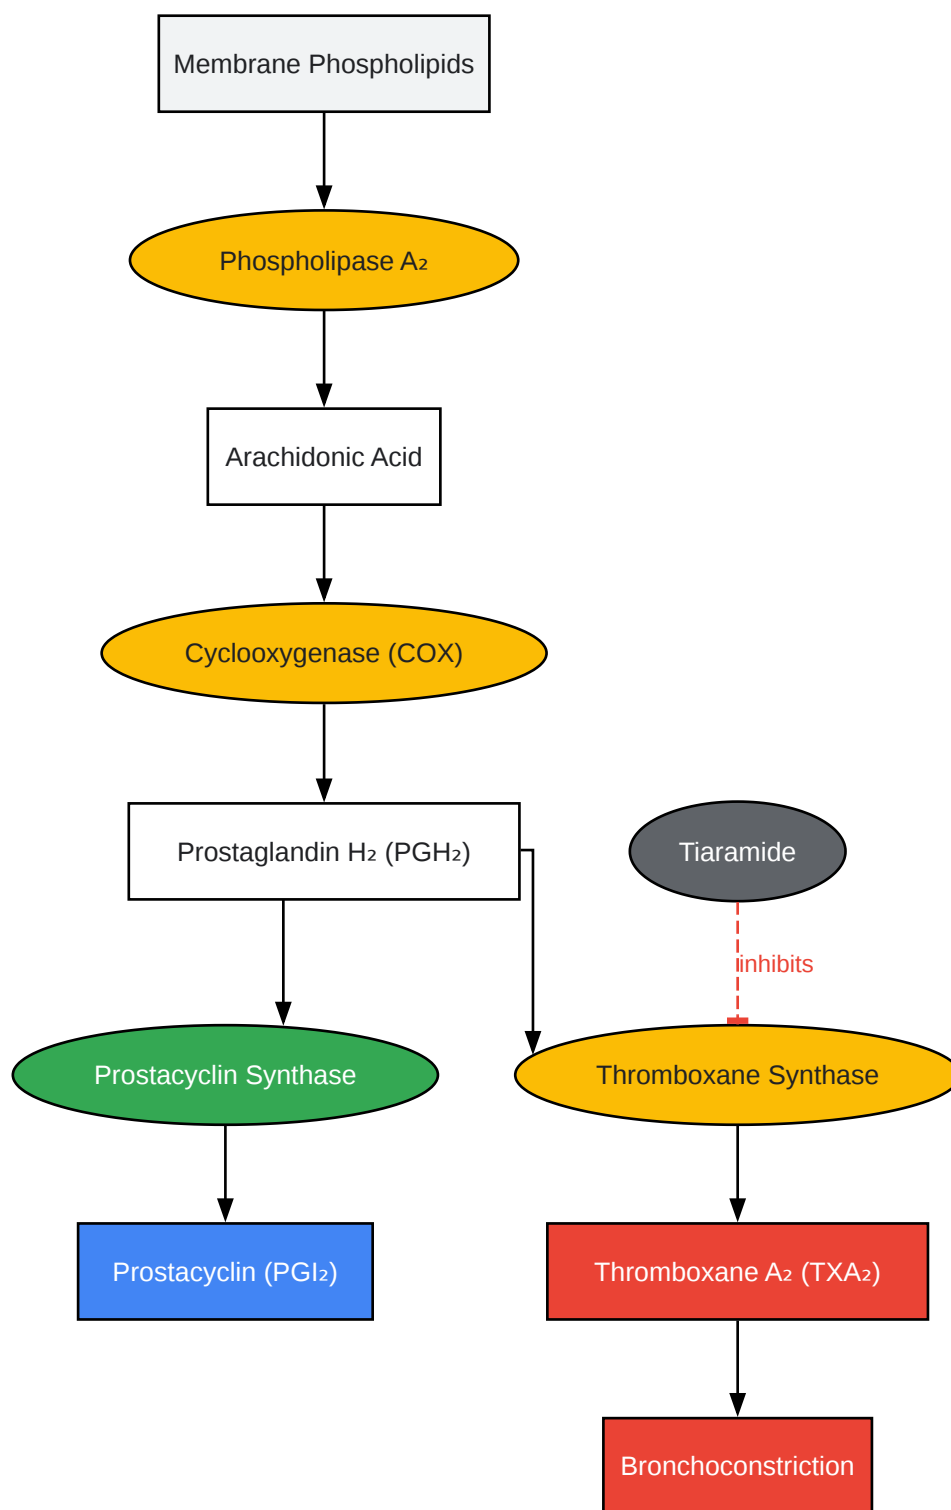 Membrane Phospholipids
Phospholipase A₂
Arachidonic Acid
Cyclooxygenase (COX)
Prostaglandin H₂ (PGH₂)
Tiaramide
inhibits
Prostacyclin Synthase
Thromboxane Synthase
Prostacyclin (PGI₂)
Thromboxane A₂ (TXA₂)
Bronchoconstriction